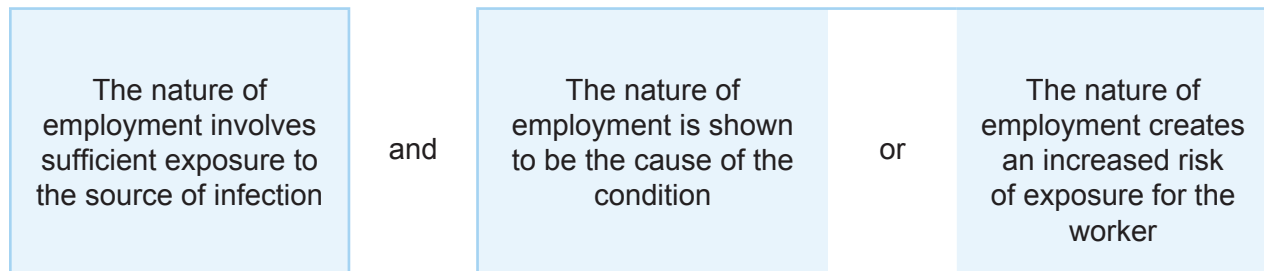 The nature of
employment involves
sufficient exposure to
the source of infection
and
The nature of
employment is shown
to be the cause of the
condition
or
The nature of
employment creates
an increased risk
of exposure for the
worker